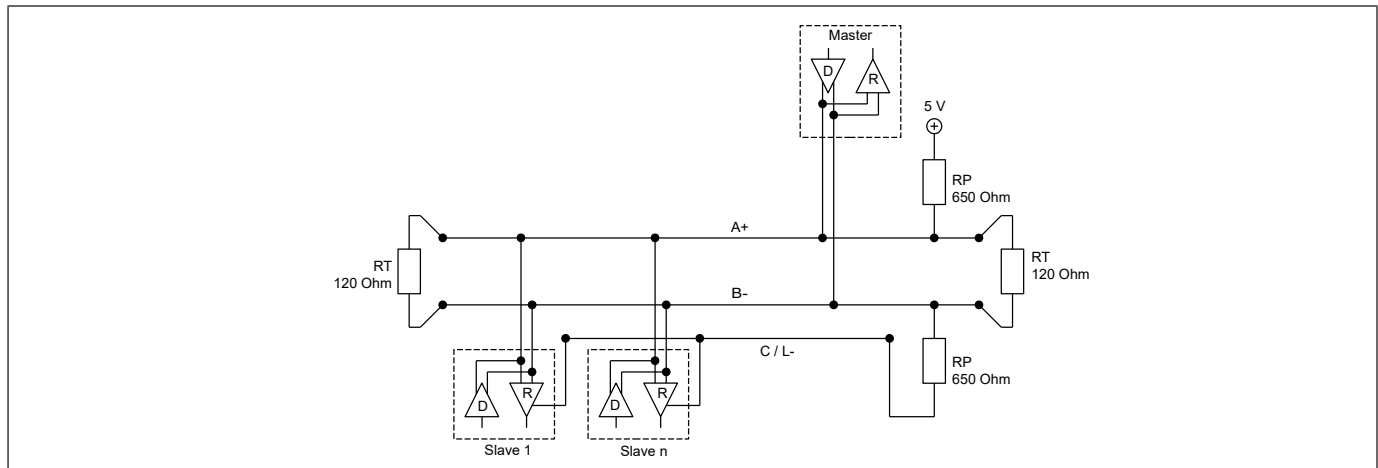 Master
D
R
5 V
RP
650 Ohm
A+
RT
120 Ohm
RT
120 Ohm
B-
C / L-
RP
650 Ohm
D
R
D
R
Slave 1
Slave n